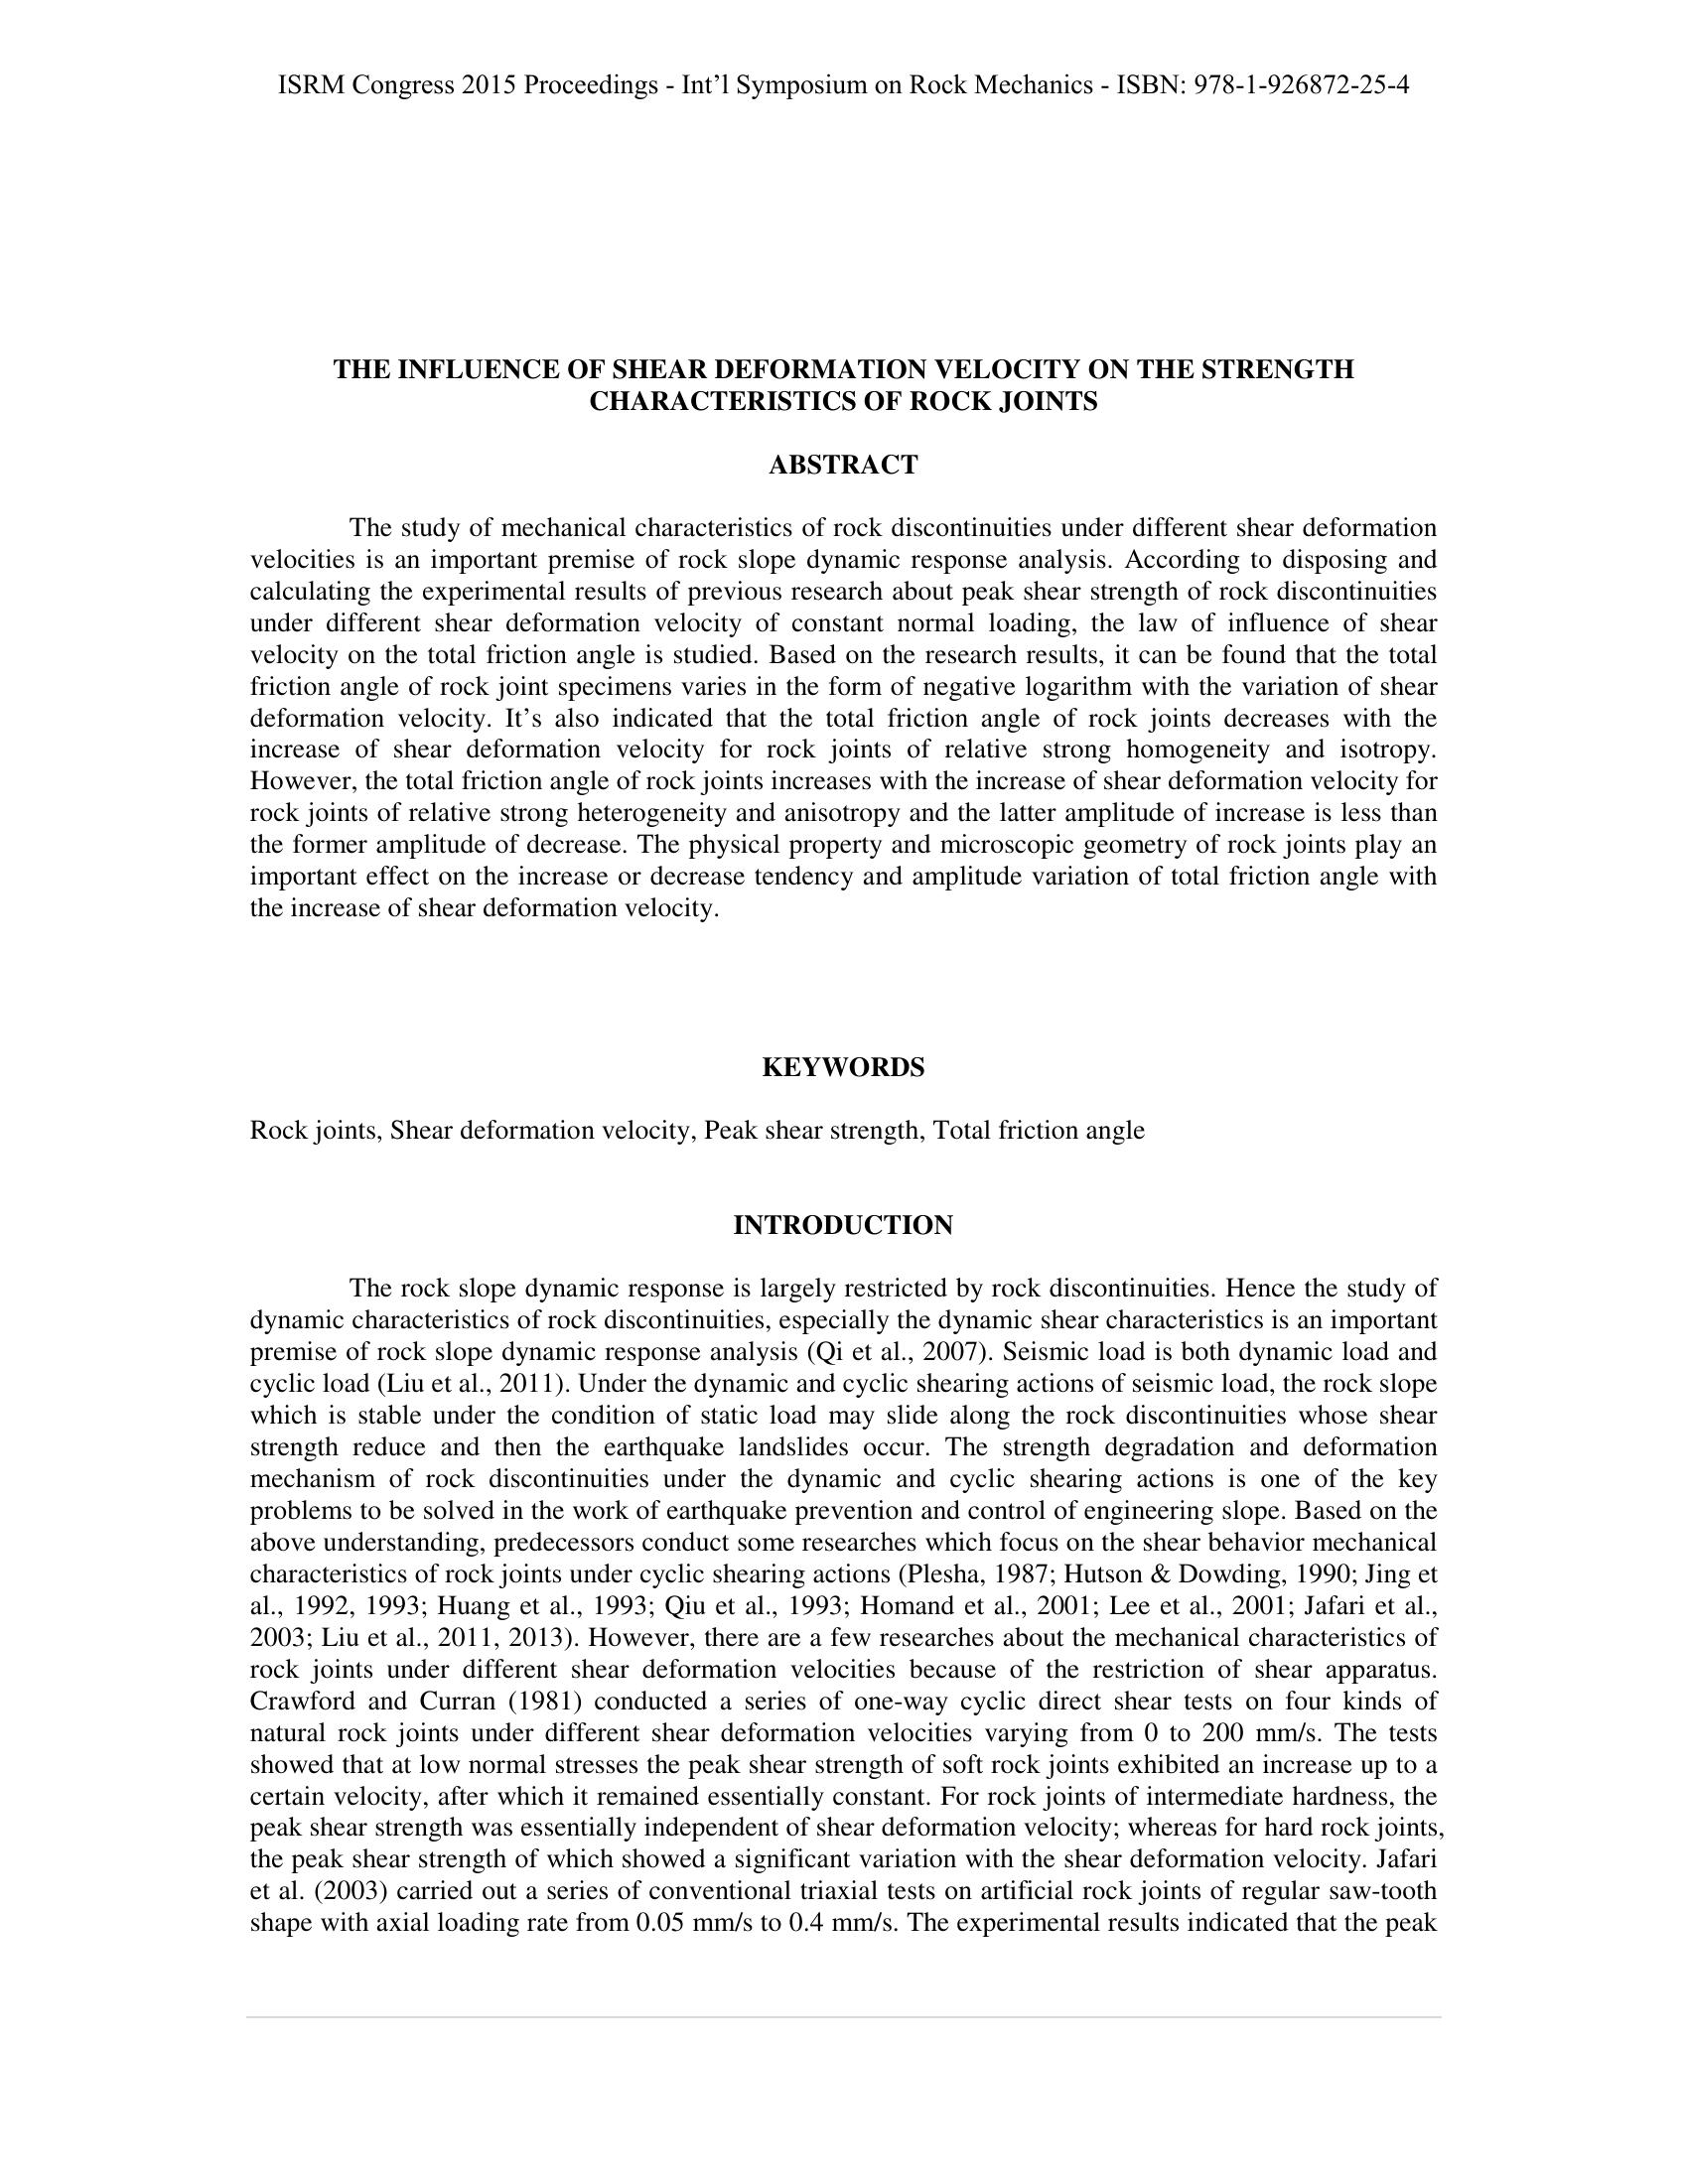 ISRM Congress 2015 Proceedings - Int’l Symposium on Rock Mechanics - ISBN: 978-1-926872-25-4
THE INFLUENCE OF SHEAR DEFORMATION VELOCITY ON THE STRENGTH
CHARACTERISTICS OF ROCK JOINTS
ABSTRACT
The study of mechanical characteristics of rock discontinuities under different shear deformation
velocities is an important premise of rock slope dynamic response analysis. According to disposing and
calculating the experimental results of previous research about peak shear strength of rock discontinuities
under different shear deformation velocity of constant normal loading, the law of influence of shear
velocity on the total friction angle is studied. Based on the research results, it can be found that the total
friction angle of rock joint specimens varies in the form of negative logarithm with the variation of shear
deformation velocity. It’s also indicated that the total friction angle of rock joints decreases with the
increase of shear deformation velocity for rock joints of relative strong homogeneity and isotropy.
However, the total friction angle of rock joints increases with the increase of shear deformation velocity for
rock joints of relative strong heterogeneity and anisotropy and the latter amplitude of increase is less than
the former amplitude of decrease. The physical property and microscopic geometry of rock joints play an
important effect on the increase or decrease tendency and amplitude variation of total friction angle with
the increase of shear deformation velocity.
KEYWORDS
Rock joints, Shear deformation velocity, Peak shear strength, Total friction angle
INTRODUCTION
The rock slope dynamic response is largely restricted by rock discontinuities. Hence the study of
dynamic characteristics of rock discontinuities, especially the dynamic shear characteristics is an important
premise of rock slope dynamic response analysis (Qi et al., 2007). Seismic load is both dynamic load and
cyclic load (Liu et al., 2011). Under the dynamic and cyclic shearing actions of seismic load, the rock slope
which is stable under the condition of static load may slide along the rock discontinuities whose shear
strength reduce and then the earthquake landslides occur. The strength degradation and deformation
mechanism of rock discontinuities under the dynamic and cyclic shearing actions is one of the key
problems to be solved in the work of earthquake prevention and control of engineering slope. Based on the
above understanding, predecessors conduct some researches which focus on the shear behavior mechanical
characteristics of rock joints under cyclic shearing actions (Plesha, 1987; Hutson & Dowding, 1990; Jing et
al., 1992, 1993; Huang et al., 1993; Qiu et al., 1993; Homand et al., 2001; Lee et al., 2001; Jafari et al.,
2003; Liu et al., 2011, 2013). However, there are a few researches about the mechanical characteristics of
rock joints under different shear deformation velocities because of the restriction of shear apparatus.
Crawford and Curran (1981) conducted a series of one-way cyclic direct shear tests on four kinds of
natural rock joints under different shear deformation velocities varying from 0 to 200 mm/s. The tests
showed that at low normal stresses the peak shear strength of soft rock joints exhibited an increase up to a
certain velocity, after which it remained essentially constant. For rock joints of intermediate hardness, the
peak shear strength was essentially independent of shear deformation velocity; whereas for hard rock joints,
the peak shear strength of which showed a significant variation with the shear deformation velocity. Jafari
et al. (2003) carried out a series of conventional triaxial tests on artificial rock joints of regular saw-tooth
shape with axial loading rate from 0.05 mm/s to 0.4 mm/s. The experimental results indicated that the peak